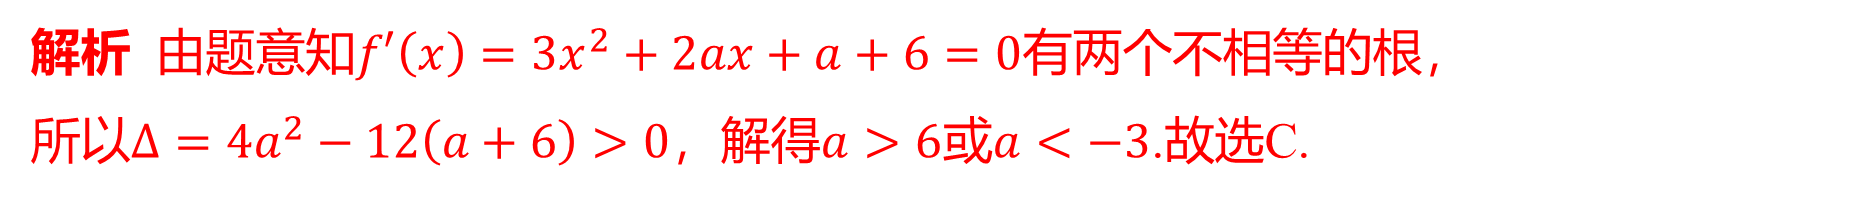 解析 由题意知f′(x) = 3x² + 2ax + a + 6 = 0有两个不相等的根，
所以Δ = 4a² − 12(a + 6) > 0，解得a > 6或a < −3.故选C.